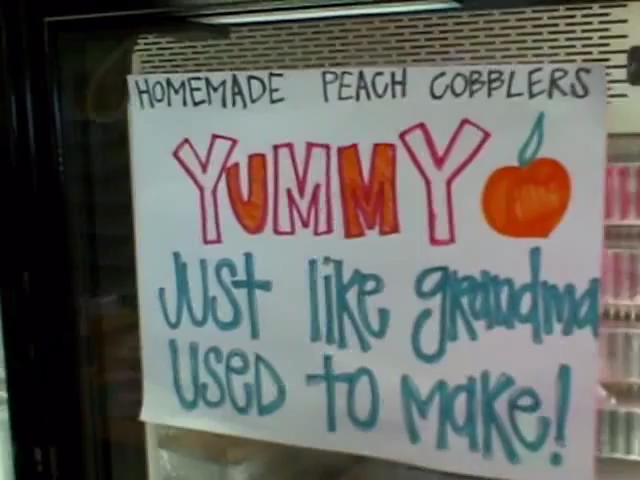 HOMEMADE PEACH COBBLERS
YUMMY
Just like grandma
USED to make!